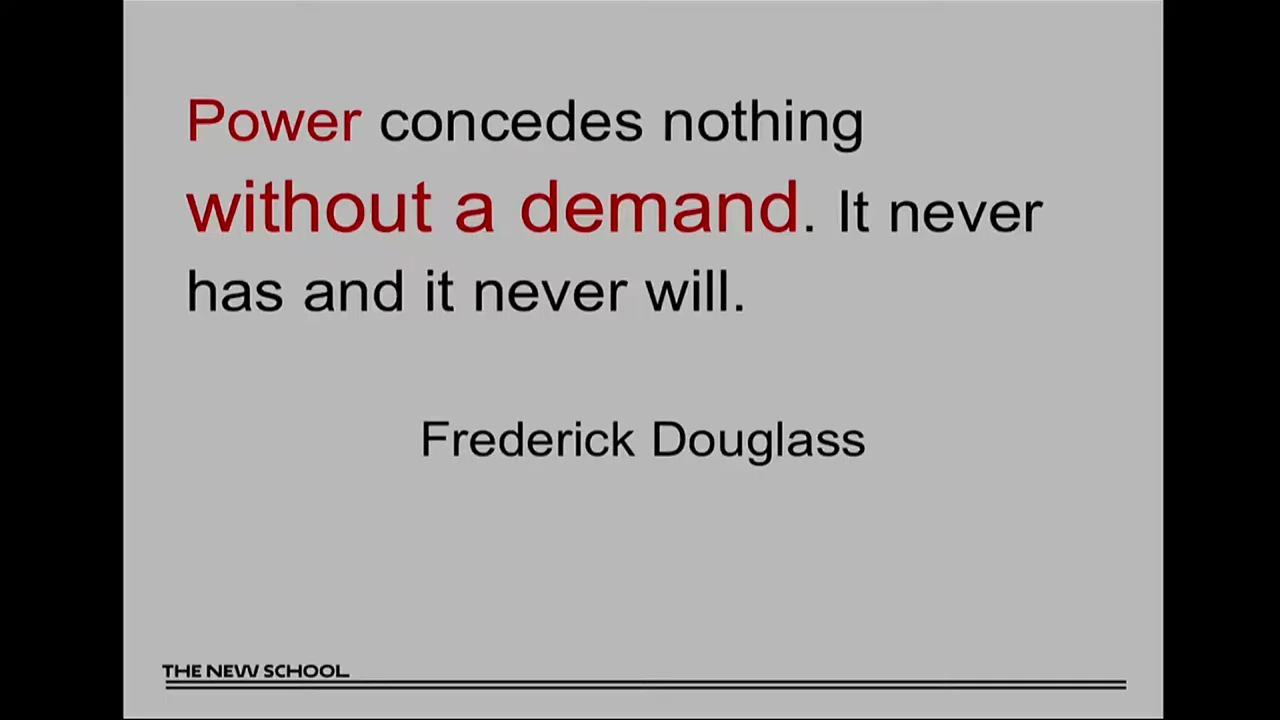 Power concedes nothing
without a demand. It never
has and it never will.
Frederick Douglass
THE NEW SCHOOL